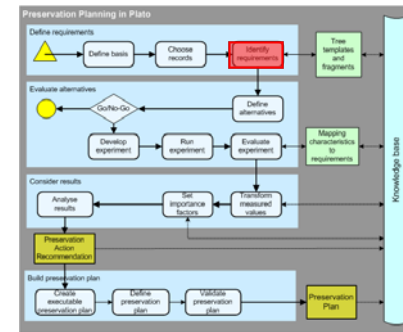 Preservation Planning in Plato
Define requirements
Define basis
Choose
records
Identify
requirements
Tree
templates
and
fragments
Evaluate alternatives
Go/No-Go
Define
alternatives
Develop
experiment
Run
experiment
Evaluate
experiment
Mapping
characteristics
to
requirements
Knowledge base
Consider results
Analyse
results
Set
importance
factors
Transform
measured
values
Preservation
Action
Recommendation
Build preservation plan
Create
executable
preservation plan
Define
preservation
plan
Validate
preservation
plan
Preservation
Plan